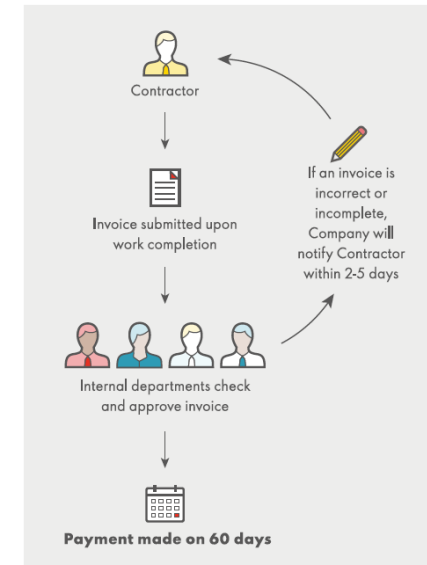 Contractor
Invoice submitted upon
work completion
If an invoice is
incorrect or
incomplete,
Company will
notify Contractor
within 2-5 days
Internal departments check
and approve invoice
Payment made on 60 days